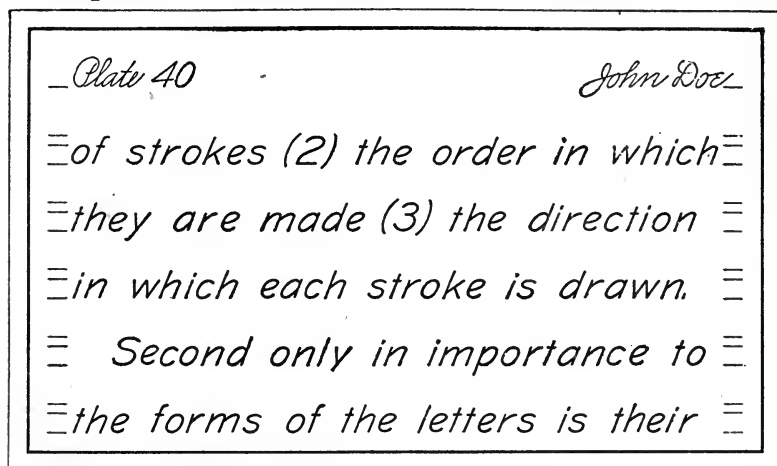 Plate 40 John Doe
of strokes (2) the order in which
they are made (3) the direction
in which each stroke is drawn.
Second only in importance to
the forms of the letters is their